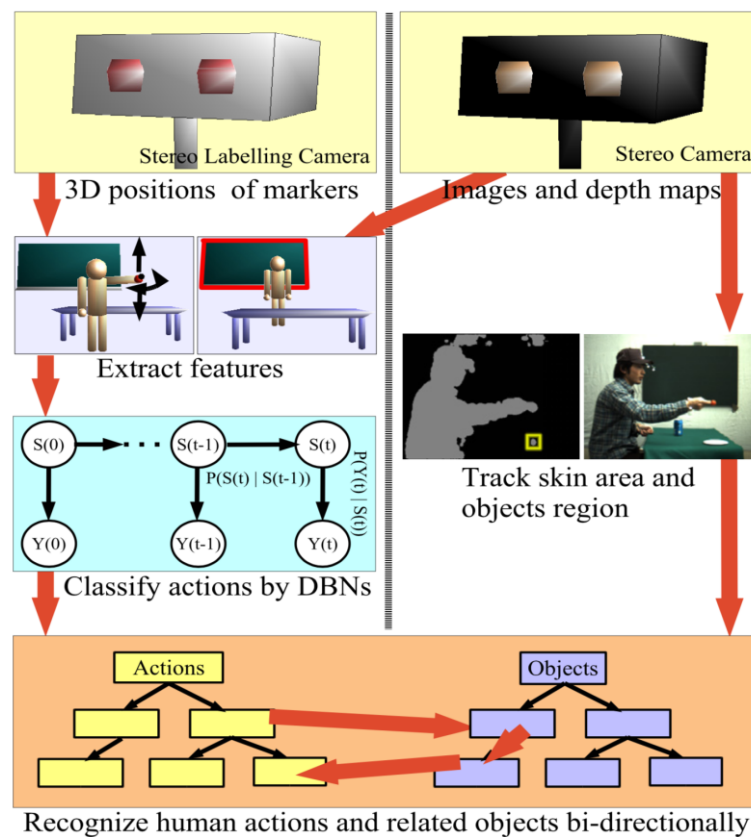 Stereo Labelling Camera
Stereo Camera
3D positions  of markers
Images and depth maps
Extract features
S(0)
S(t-1)
S(t)
P(S(t) | S(t-1))
P(Y(t) | S(t))
Y(0)
Y(t-1)
Y(t)
Track skin area and
objects region
Classify actions by DBNs
Actions
Objects
Recognize human actions and related objects bi-directionally